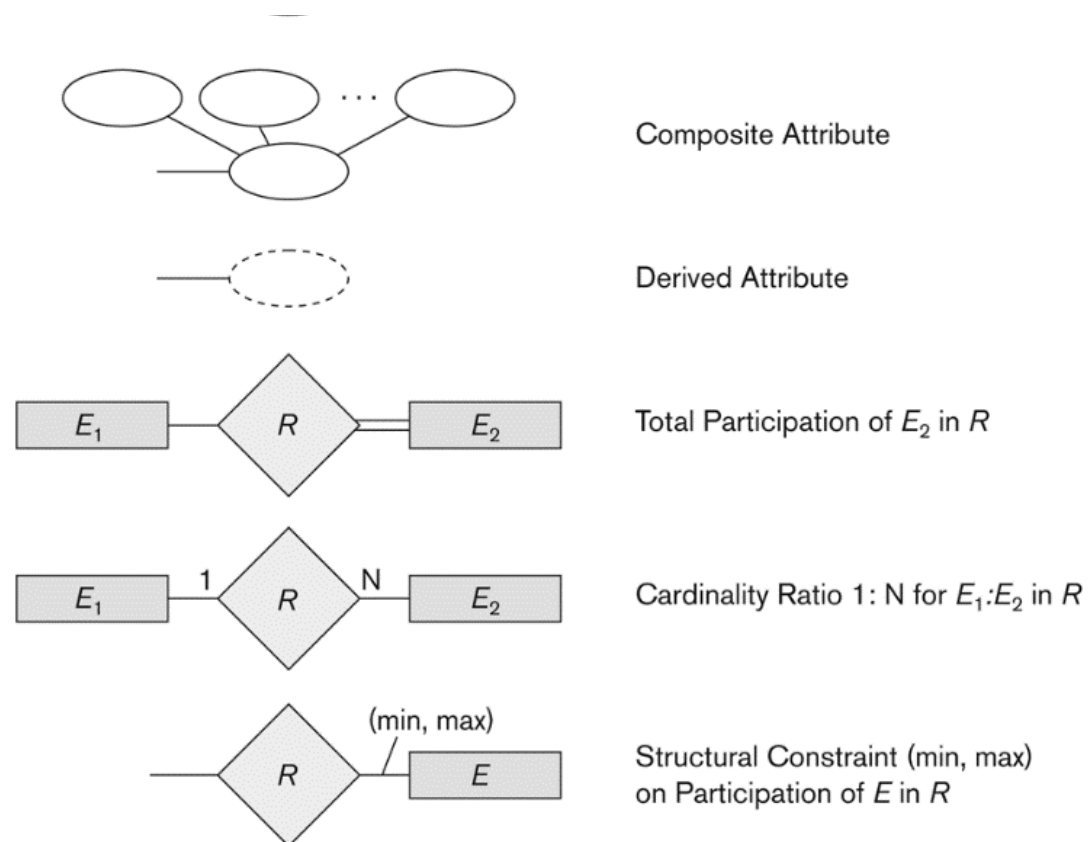 . . .
Composite Attribute
Derived Attribute
E₁ R E₂ Total Participation of E₂ in R
E₁ 1 R N E₂ Cardinality Ratio 1: N for E₁:E₂ in R
(min, max)
R E Structural Constraint (min, max)
on Participation of E in R